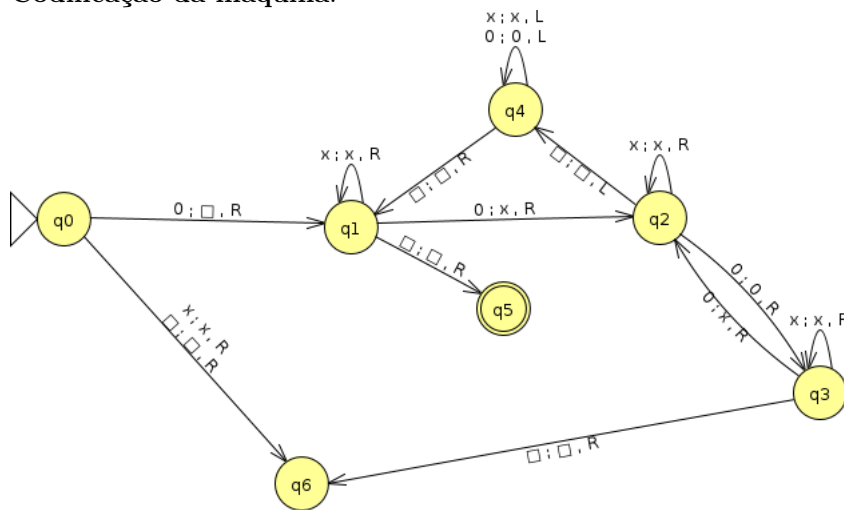 Codificação da máquina:
x ; x , L
0 ; 0 , L
q4
x ; x , R
x ; x , R
□ ; □ , R
□ ; □ , L
q0
0 ; □ , R
q1
0 ; x , R
q2
□ ; □ , R
0 ; 0 , R
q5
0 ; x , R
x ; x , R
x ; x , R
□ ; □ , R
q3
□ ; □ , R
q6